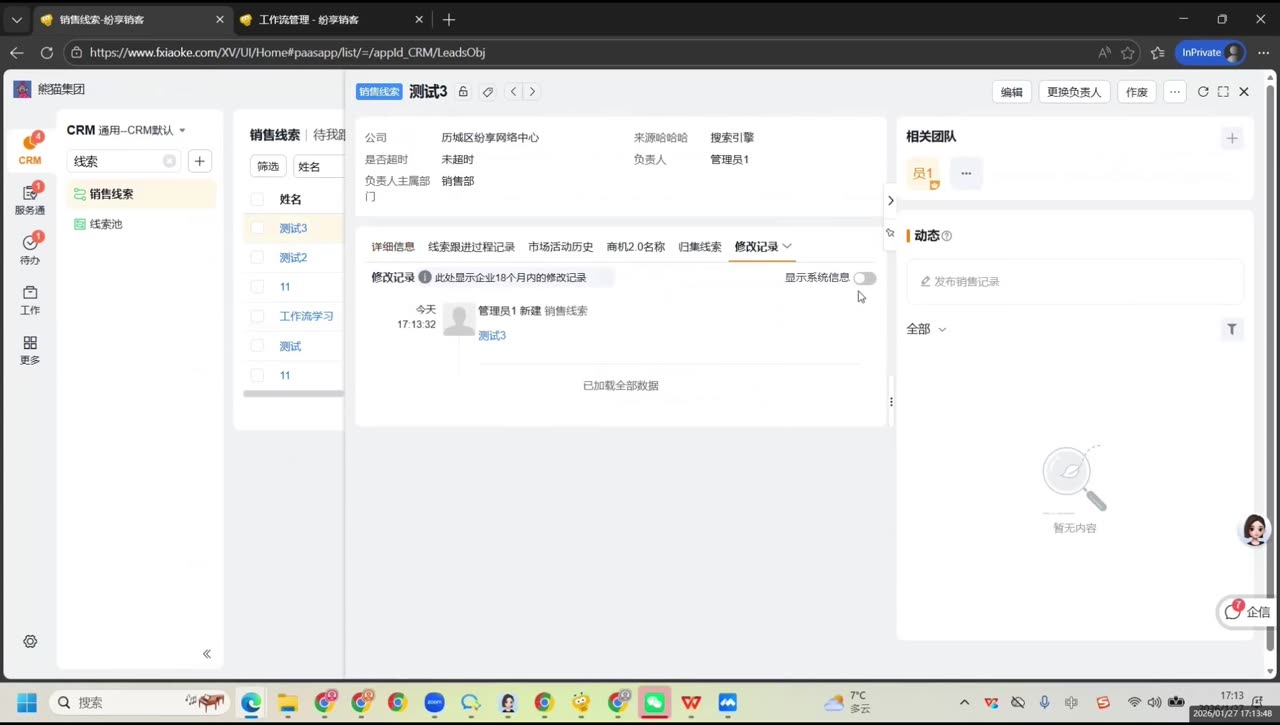 销售线索-纷享销客
工作流管理 - 纷享销客
https://www.fxiaoke.com/XV/UI/Home#paasapp/list/=/appId_CRM/LeadsObj
InPrivate
熊猫集团
4
CRM
1
服务通
1
待办
工作
更多
CRM 通用--CRM默认
线索
销售线索
线索池
销售线索 待我跟
筛选
姓名
姓名
测试3
测试2
11
工作流学习
测试
11
销售线索
测试3
编辑
更换负责人
作废
公司
历城区纷享网络中心
来源哈哈哈
搜索引擎
是否超时
未超时
负责人
管理员1
负责人主属部门
销售部
详细信息
线索跟进过程记录
市场活动历史
商机2.0名称
归集线索
修改记录
修改记录
此处显示企业18个月内的修改记录
显示系统信息
今天
17:13:32
管理员1 新建 销售线索
测试3
已加载全部数据
相关团队
员1
动态
发布销售记录
全部
暂无内容
7
企信
搜索
zoom
7°C
多云
17:13
2026/01/27 17:13:48